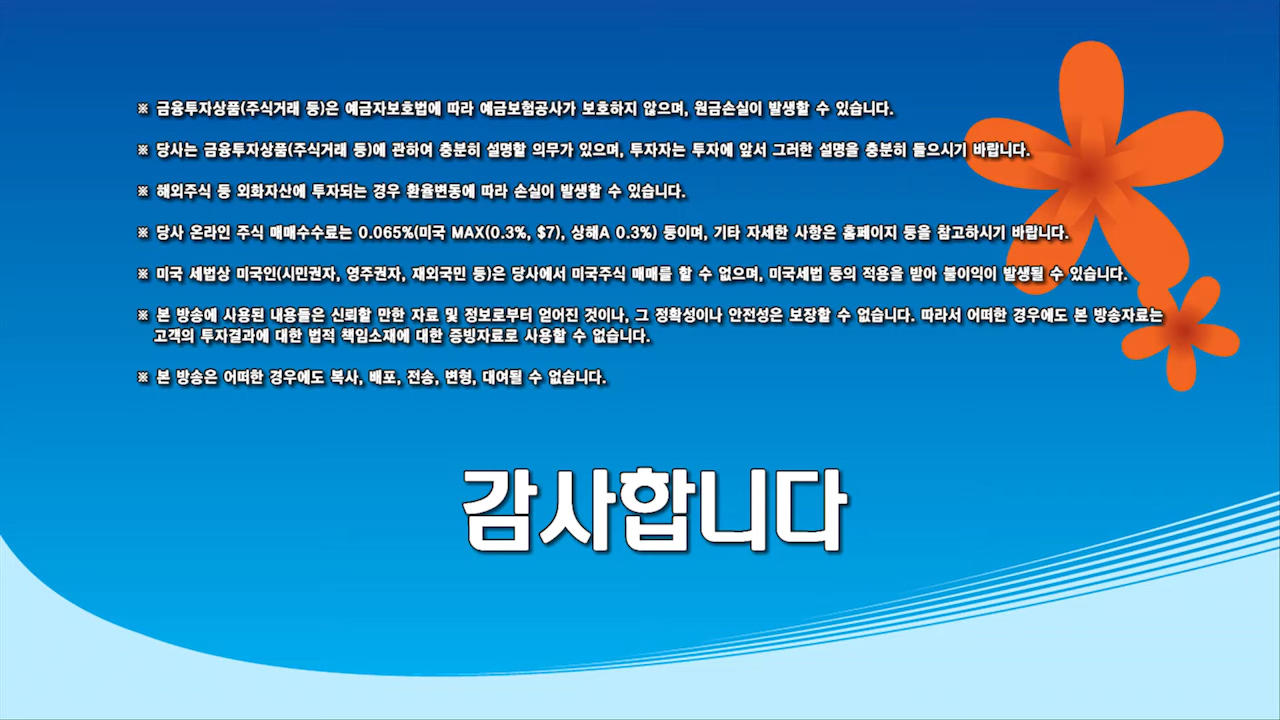 ※ 금융투자상품(주식거래 등)은 예금자보호법에 따라 예금보험공사가 보호하지 않으며, 원금손실이 발생할 수 있습니다.
※ 당사는 금융투자상품(주식거래 등)에 관하여 충분히 설명할 의무가 있으며, 투자자는 투자에 앞서 그러한 설명을 충분히 들으시기 바랍니다.
※ 해외주식 등 외화자산에 투자되는 경우 환율변동에 따라 손실이 발생할 수 있습니다.
※ 당사 온라인 주식 매매수수료는 0.065%(미국 MAX(0.3%, $7), 상해A 0.3%) 등이며, 기타 자세한 사항은 홈페이지 등을 참고하시기 바랍니다.
※ 미국 세법상 미국인(시민권자, 영주권자, 재외국민 등)은 당사에서 미국주식 매매를 할 수 없으며, 미국세법 등의 적용을 받아 불이익이 발생될 수 있습니다.
※ 본 방송에 사용된 내용들은 신뢰할 만한 자료 및 정보로부터 얻어진 것이나, 그 정확성이나 안전성은 보장할 수 없습니다. 따라서 어떠한 경우에도 본 방송자료는
고객의 투자결과에 대한 법적 책임소재에 대한 증빙자료로 사용할 수 없습니다.
※ 본 방송은 어떠한 경우에도 복사, 배포, 전송, 변형, 대여될 수 없습니다.
감사합니다